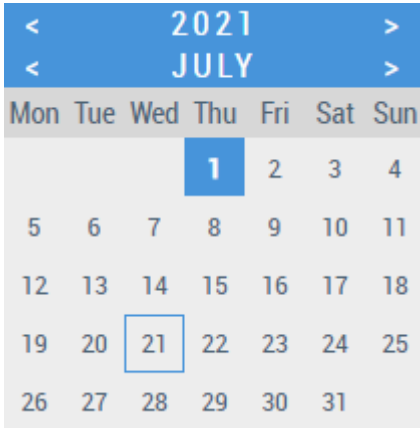 < 2021 >
< JULY >
Mon Tue Wed Thu Fri Sat Sun
1 2 3 4
5 6 7 8 9 10 11
12 13 14 15 16 17 18
19 20 21 22 23 24 25
26 27 28 29 30 31